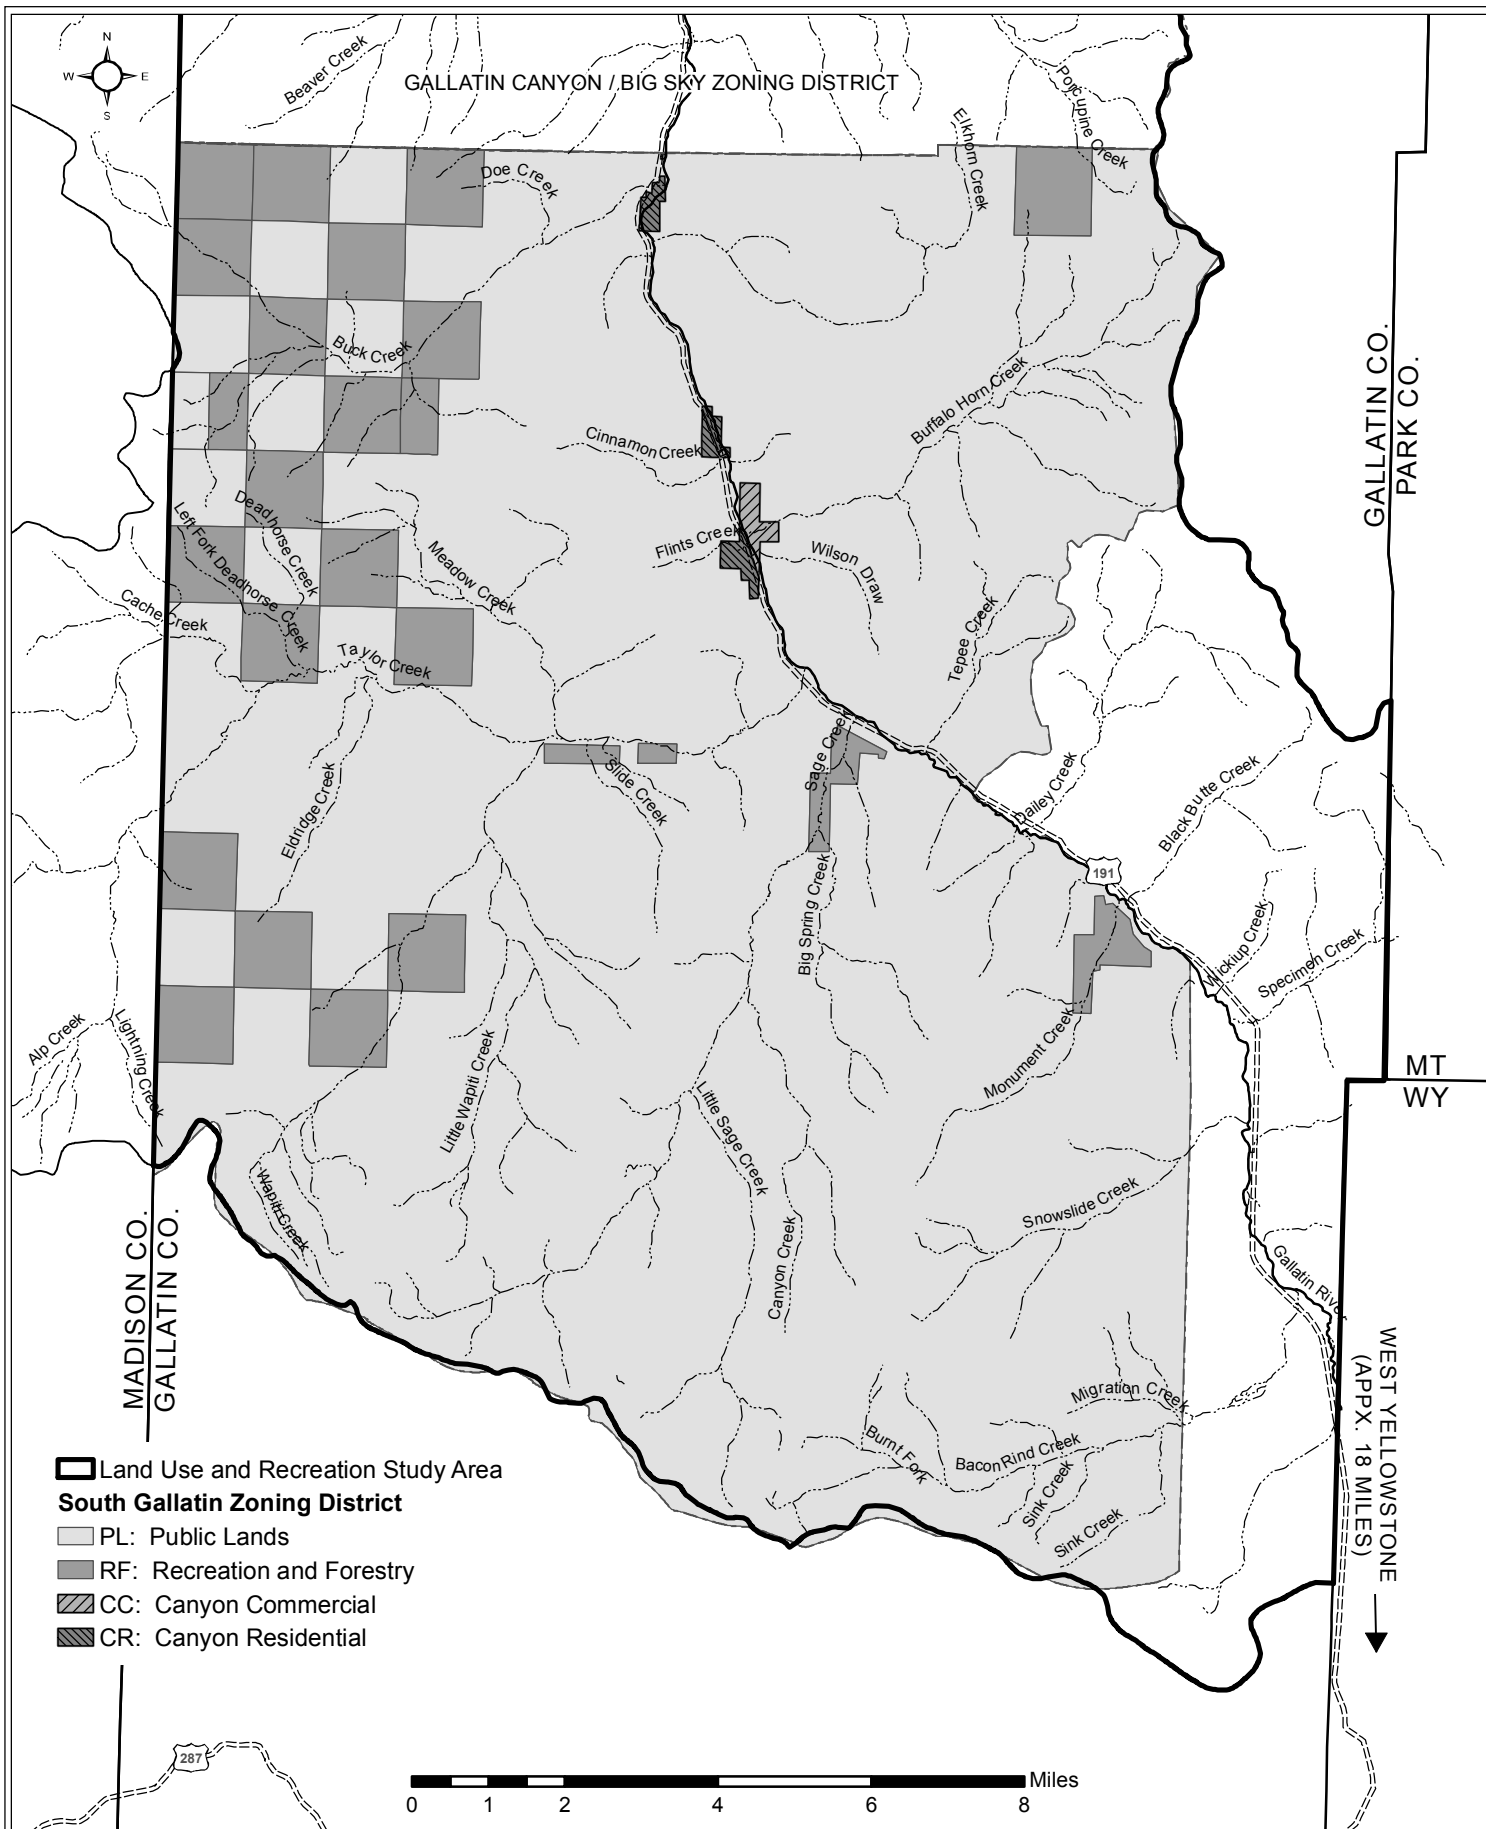 N
W
E
S
Beaver Creek
GALLATIN CANYON / BIG SKY ZONING DISTRICT
Porcupine Creek
Elkhorn Creek
Doe Creek
Buck Creek
GALLATIN CO.
PARK CO.
Buffalo Horn Creek
Cinnamon Creek
Deadhorse Creek
Left Fork Deadhorse Creek
Flints Creek
Wilson Draw
Meadow Creek
Cache Creek
Tepee Creek
Taylor Creek
Sage Creek
Slide Creek
Eldridge Creek
Dailey Creek
Black Butte Creek
191
Big Spring Creek
Wickiup Creek
Specimen Creek
Alp Creek
Lightning Creek
Monument Creek
Little Wapiti Creek
MT
WY
Little Sage Creek
Wapiti Creek
Snowslide Creek
Canyon Creek
Gallatin River
MADISON CO.
GALLATIN CO.
WEST YELLOWSTONE
(APPX. 18 MILES)
Migration Creek
Burnt Fork
Bacon Rind Creek
Sink Creek
Sink Creek
Land Use and Recreation Study Area
South Gallatin Zoning District
PL: Public Lands
RF: Recreation and Forestry
CC: Canyon Commercial
CR: Canyon Residential
287
Miles
0 1 2 4 6 8